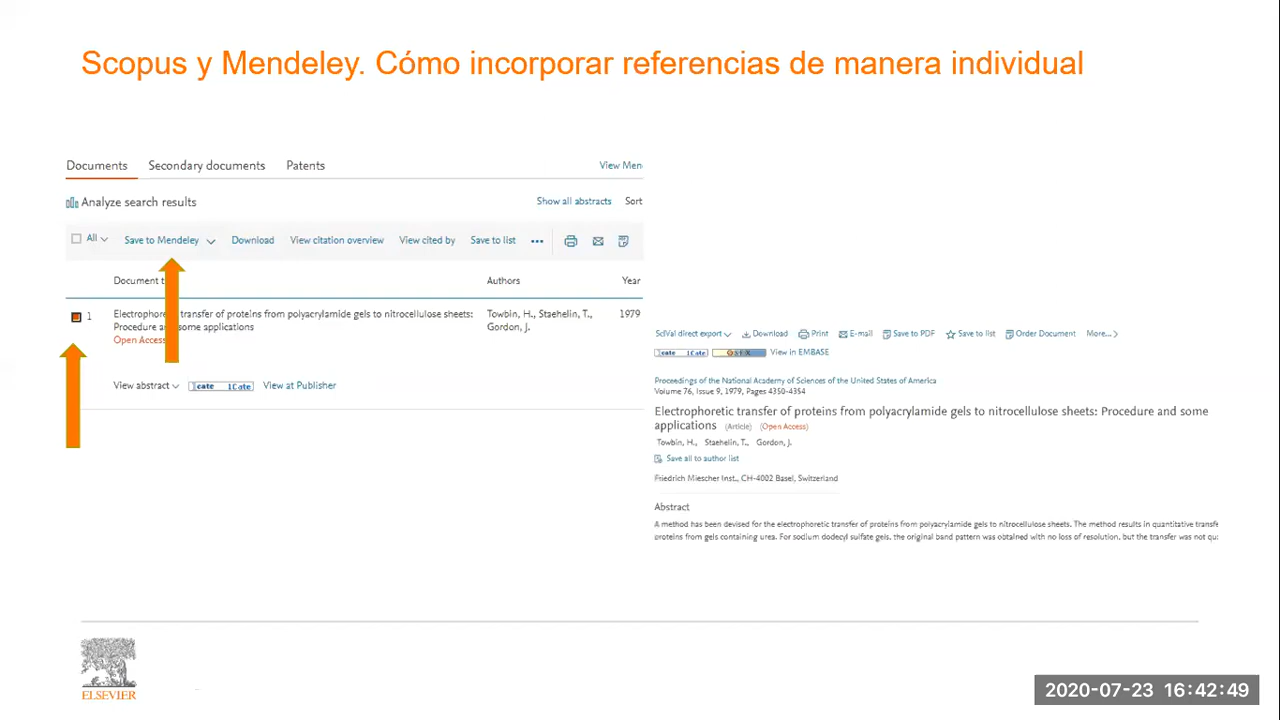 Scopus y Mendeley. Cómo incorporar referencias de manera individual
Documents Secondary documents Patents View Men
Analyze search results Show all abstracts Sort
All Save to Mendeley Download View citation overview View cited by Save to list •••
Document Authors Year
1 Electrophore transfer of proteins from polyacrylamide gels to nitrocellulose sheets: Towbin, H., Staehelin, T., 1979
Procedure a some applications Gordon, J.
Open Access
View abstract View at Publisher
SciVal direct export Download Print E-mail Save to PDF Save to list Order Document More...
View in EMBASE
Proceedings of the National Academy of Sciences of the United States of America
Volume 76, Issue 9, 1979, Pages 4350-4354
Electrophoretic transfer of proteins from polyacrylamide gels to nitrocellulose sheets: Procedure and some
applications (Article) (Open Access)
Towbin, H., Staehelin, T., Gordon, J.
Save all to author list
Friedrich Miescher Inst., CH-4002 Basel, Switzerland
Abstract
A method has been devised for the electrophoretic transfer of proteins from polyacrylamide gels to nitrocellulose sheets. The method results in quantitative transfe
proteins from gels containing urea. For sodium dodecyl sulfate gels, the original band pattern was obtained with no loss of resolution, but the transfer was not qu
ELSEVIER
2020-07-23 16:42:49